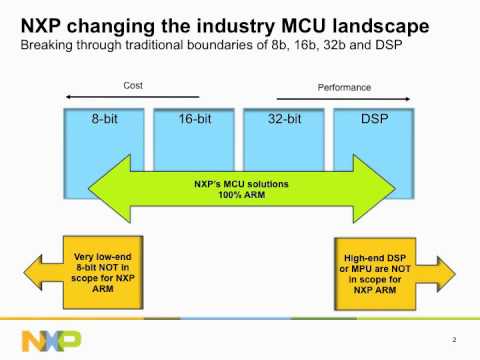 NXP changing the industry MCU landscape
Breaking through traditional boundaries of 8b, 16b, 32b and DSP
Cost
Performance
8-bit
16-bit
32-bit
DSP
NXP's MCU solutions
100% ARM
Very low-end
8-bit NOT in
scope for NXP
ARM
High-end DSP
or MPU are NOT
in scope for
NXP ARM
NXP
2